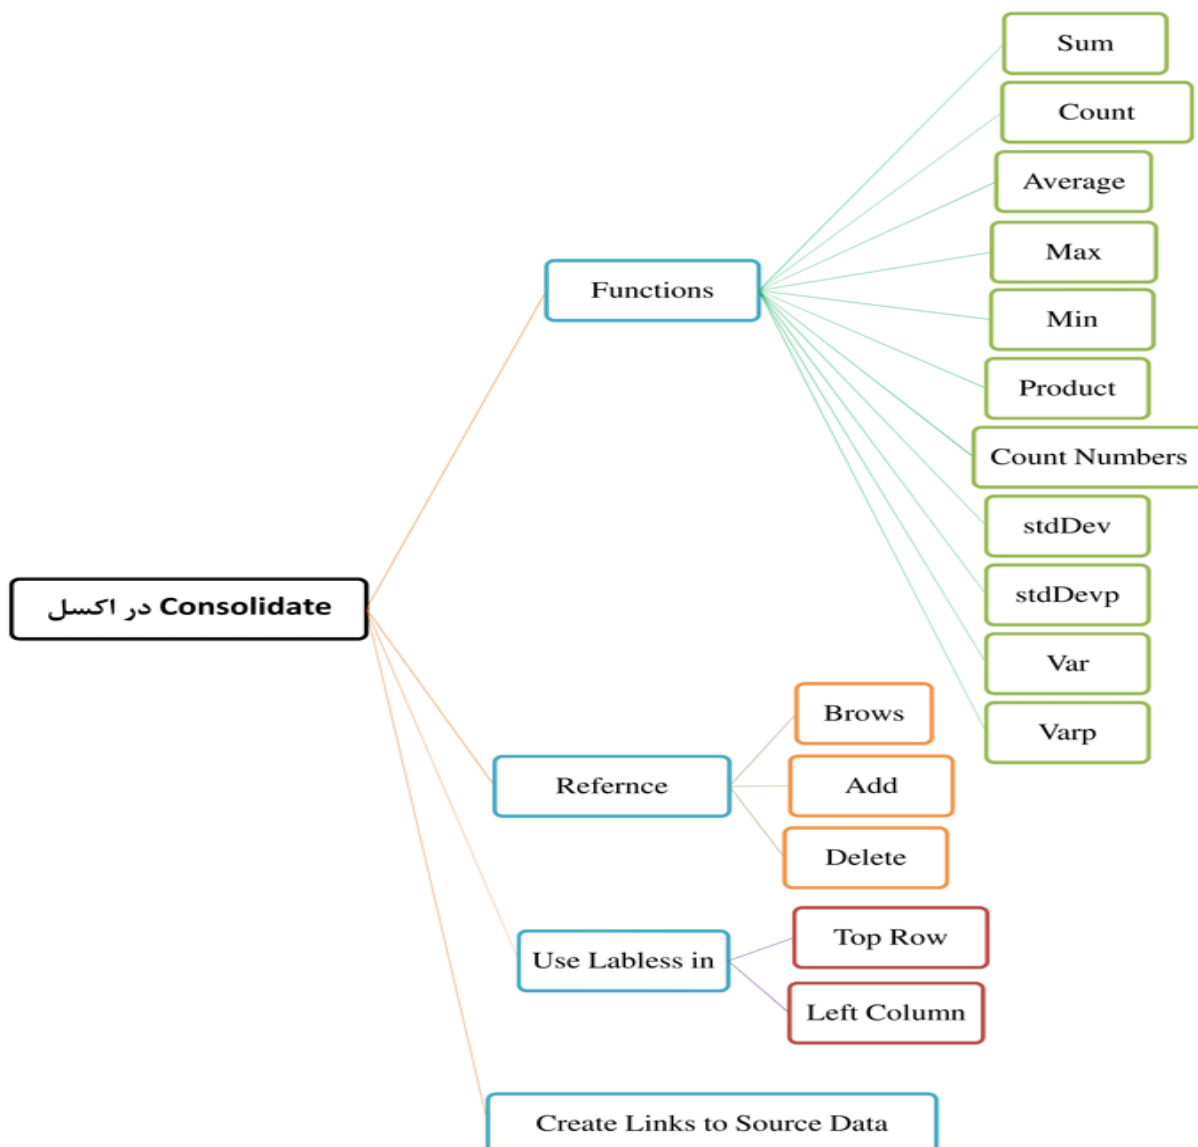 Consolidate در اکسل
Functions
Sum
Count
Average
Max
Min
Product
Count Numbers
stdDev
stdDevp
Var
Varp
Refernce
Brows
Add
Delete
Use Labless in
Top Row
Left Column
Create Links to Source Data